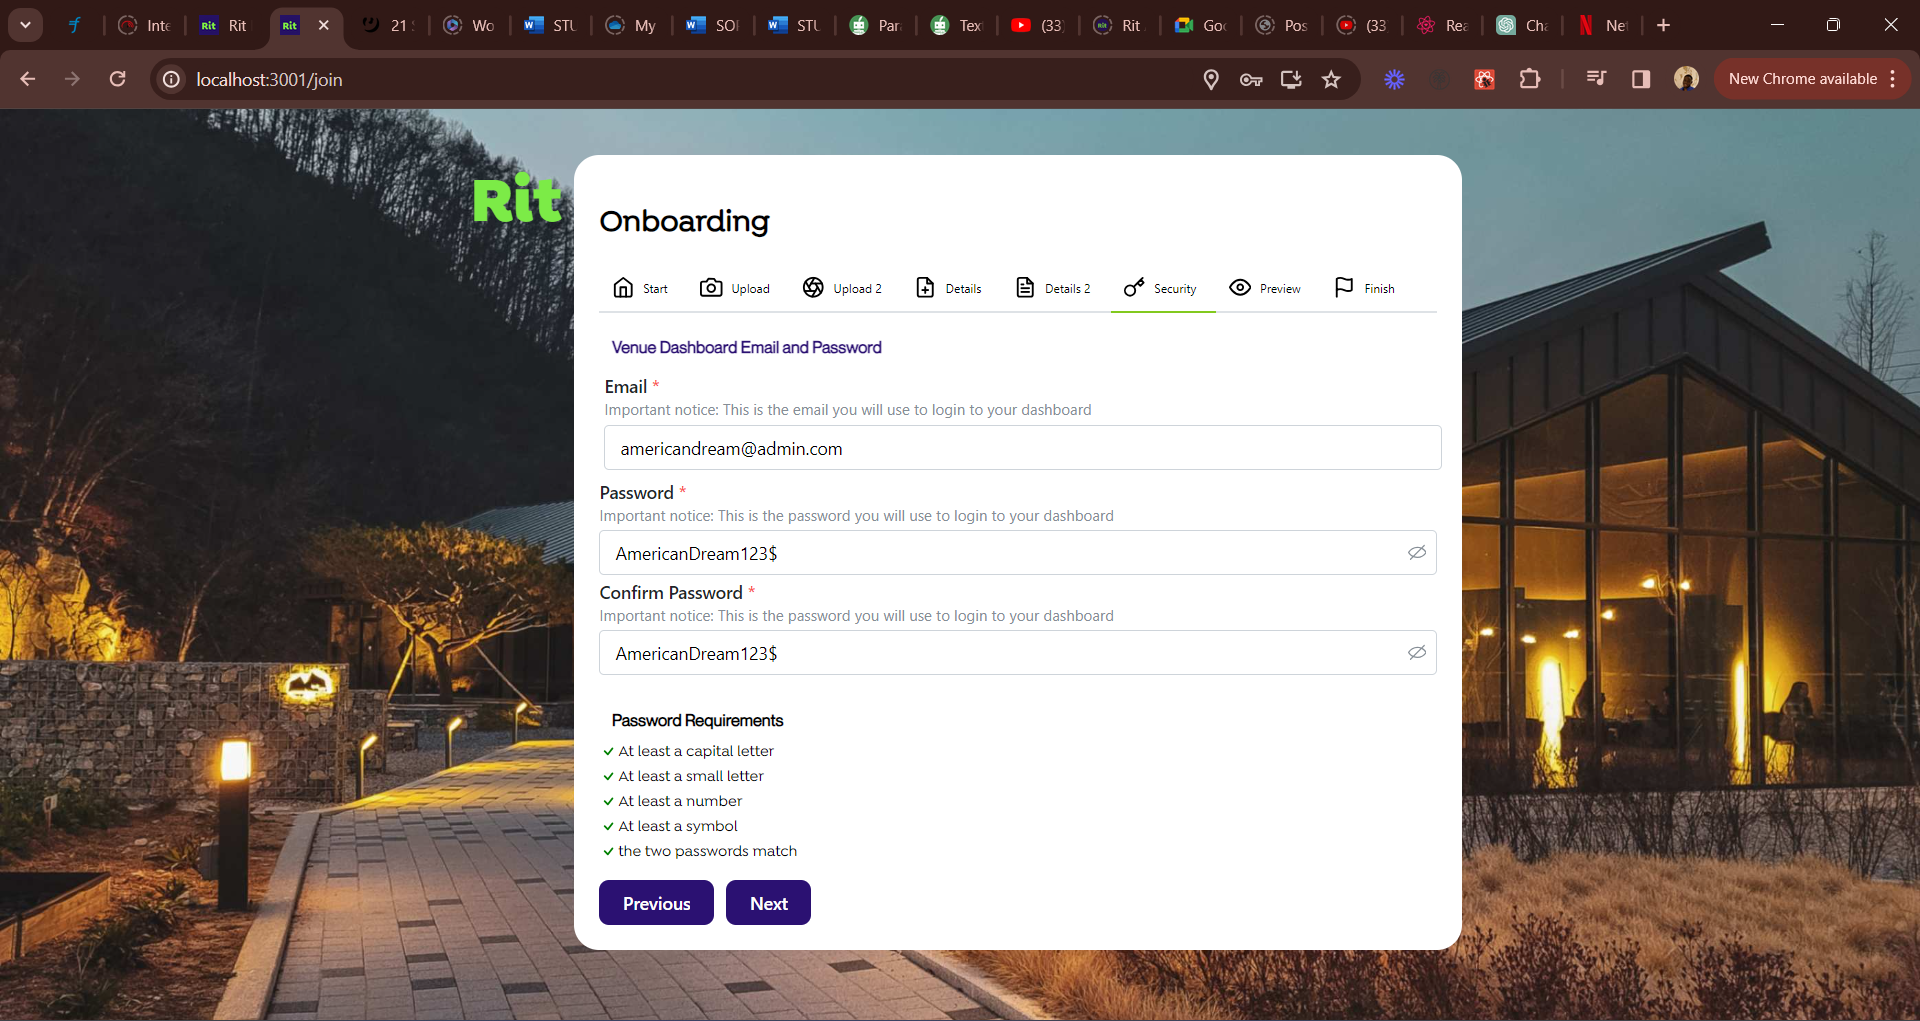 Inte
Rit
Rit
21
Wo
STU
My
SOI
STU
Par
Tex
(33
Rit
Goo
Pos
(33
Rea
Cha
Net
localhost:3001/join
New Chrome available
Rit
Onboarding
Start Upload Upload 2 Details Details 2 Security Preview Finish
Venue Dashboard Email and Password
Email *
Important notice: This is the email you will use to login to your dashboard
americandream@admin.com
Password *
Important notice: This is the password you will use to login to your dashboard
AmericanDream123$
Confirm Password *
Important notice: This is the password you will use to login to your dashboard
AmericanDream123$
Password Requirements
At least a capital letter
At least a small letter
At least a number
At least a symbol
the two passwords match
Previous Next